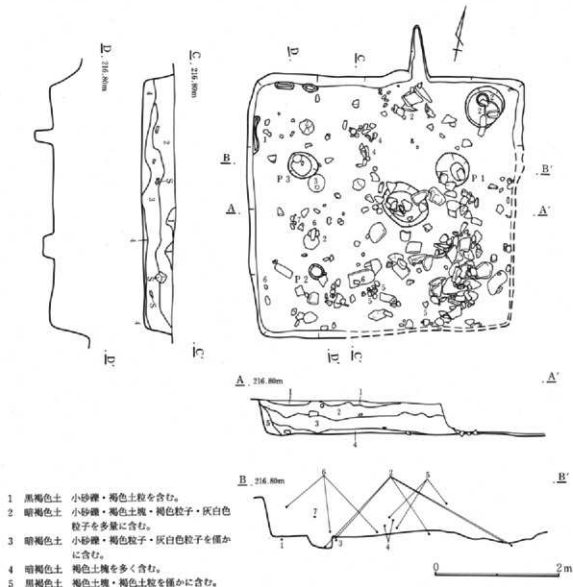 D. 216.80m
C. 216.80m
D.
C.
B
B'
A
A'
P 3
P 1
P 2
D'
C'
D'
C'
A. 216.80m
A'
B. 216.80m
B'
1 黒褐色土 小砂礫・褐色土粒を含む。
2 暗褐色土 小砂礫・褐色土塊・褐色粒子・灰白色
粒子を多量に含む。
3 暗褐色土 小砂礫・褐色粒子・灰白色粒子を僅か
に含む。
4 暗褐色土 褐色土塊を多く含む。
5 黒褐色土 褐色土塊・褐色土粒を僅かに含む。
0 2m